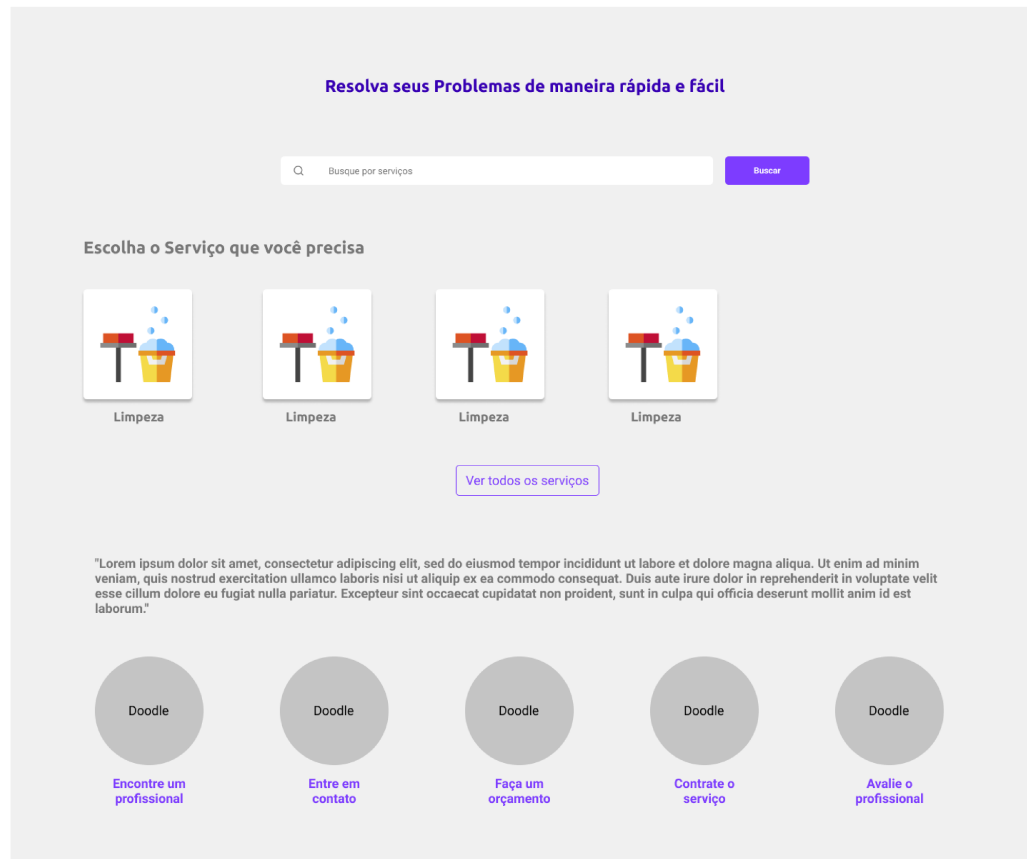 Resolva seus Problemas de maneira rápida e fácil
Busque por serviços
Buscar
Escolha o Serviço que você precisa
Limpeza
Limpeza
Limpeza
Limpeza
Ver todos os serviços
"Lorem ipsum dolor sit amet, consectetur adipiscing elit, sed do eiusmod tempor incididunt ut labore et dolore magna aliqua. Ut enim ad minim
veniam, quis nostrud exercitation ullamco laboris nisi ut aliquip ex ea commodo consequat. Duis aute irure dolor in reprehenderit in voluptate velit
esse cillum dolore eu fugiat nulla pariatur. Excepteur sint occaecat cupidatat non proident, sunt in culpa qui officia deserunt mollit anim id est
laborum."
Doodle
Doodle
Doodle
Doodle
Doodle
Encontre um
profissional
Entre em
contato
Faça um
orçamento
Contrate o
serviço
Avalie o
profissional